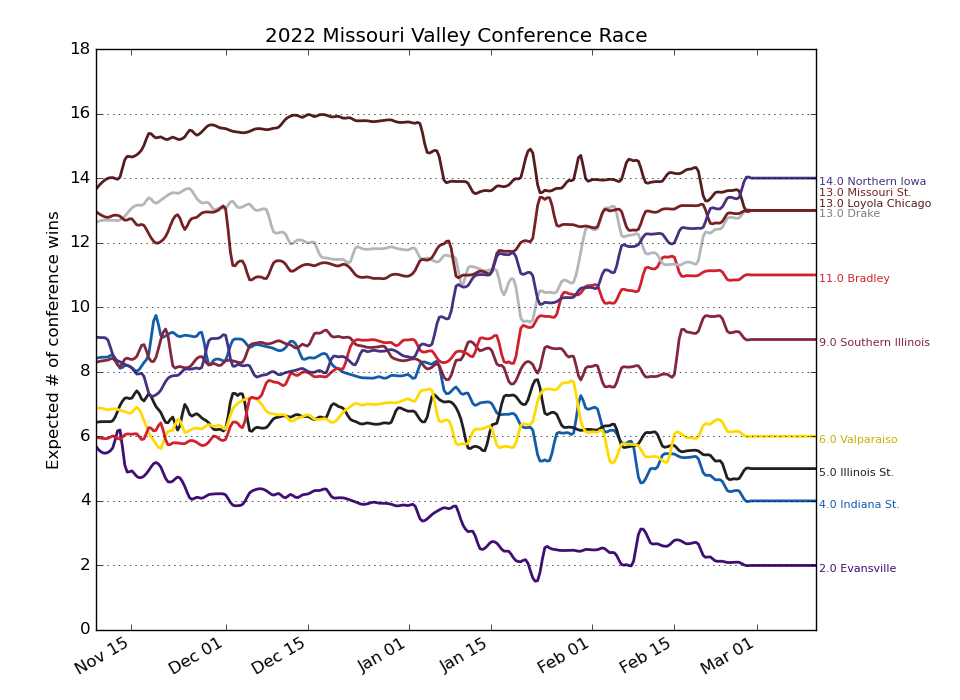 2022 Missouri Valley Conference Race
Expected # of conference wins
18
16
14
12
10
8
6
4
2
0
Nov 15
Dec 01
Dec 15
Jan 01
Jan 15
Feb 01
Feb 15
Mar 01
14.0 Northern Iowa
13.0 Missouri St.
13.0 Loyola Chicago
13.0 Drake
11.0 Bradley
9.0 Southern Illinois
6.0 Valparaiso
5.0 Illinois St.
4.0 Indiana St.
2.0 Evansville